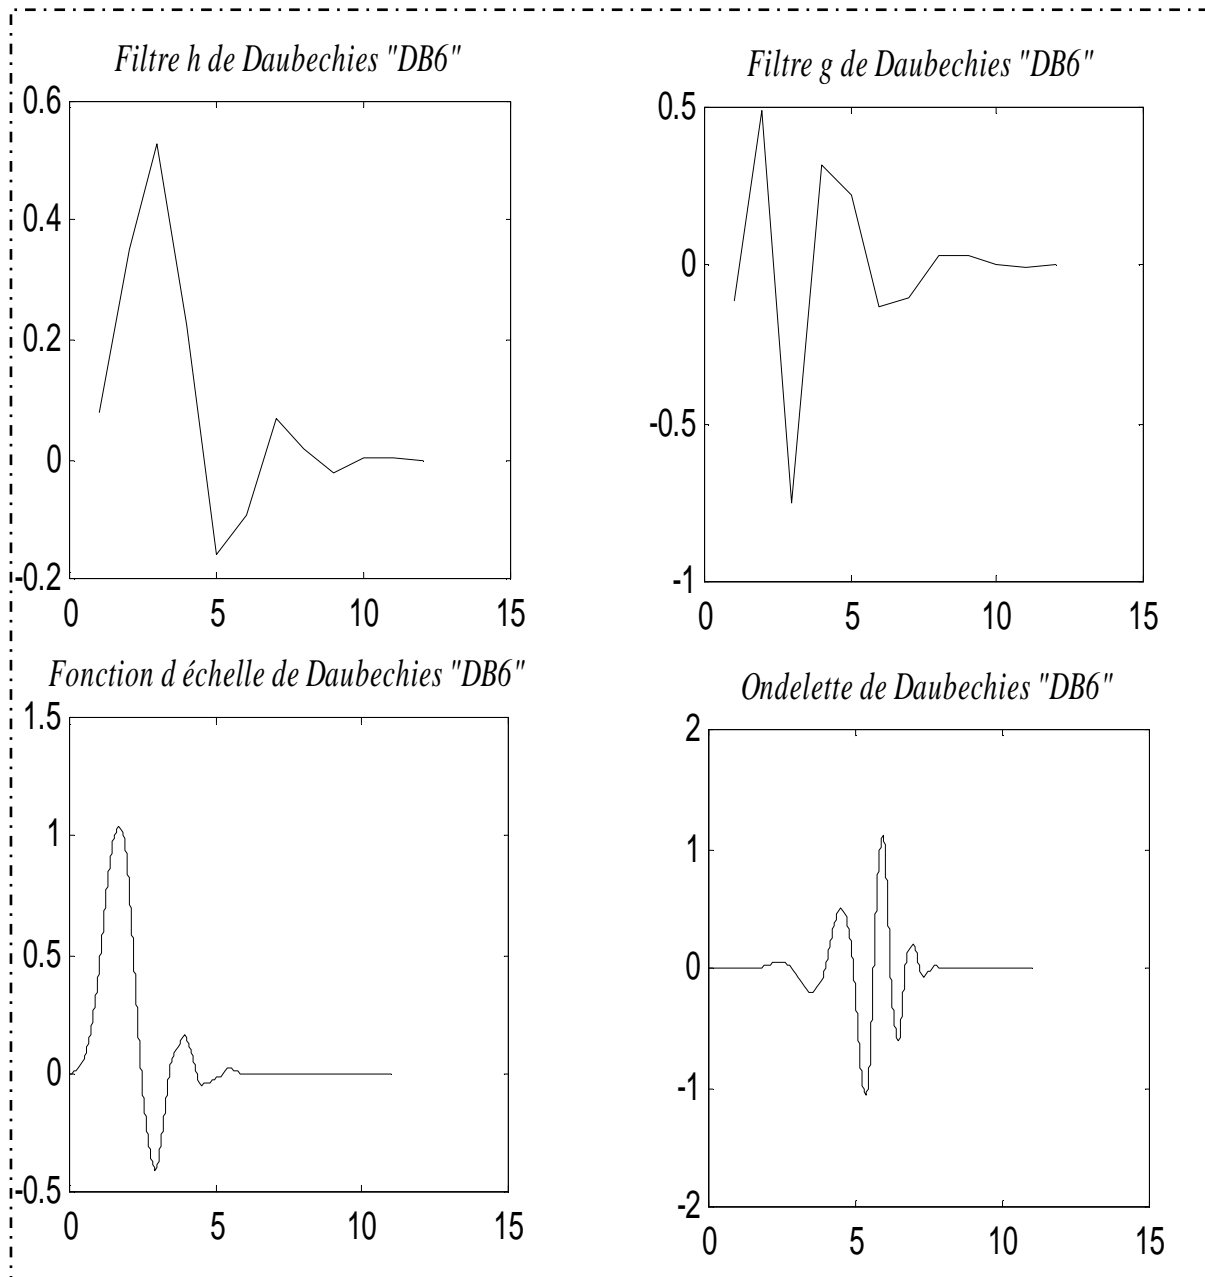 Filtre h de Daubechies "DB6"
0.6
0.4
0.2
0
-0.2
0 5 10 15
Filtre g de Daubechies "DB6"
0.5
0
-0.5
-1
0 5 10 15
Fonction d échelle de Daubechies "DB6"
1.5
1
0.5
0
-0.5
0 5 10 15
Ondelette de Daubechies "DB6"
2
1
0
-1
-2
0 5 10 15